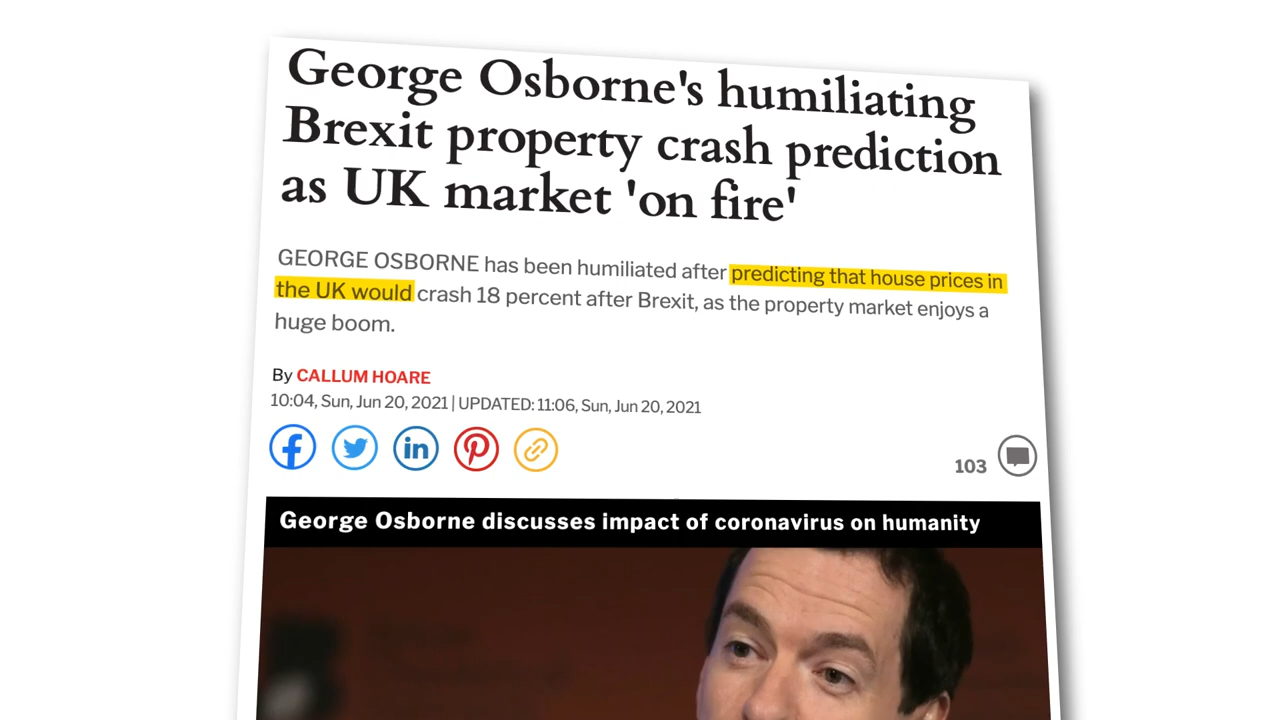 George Osborne's humiliating
Brexit property crash prediction
as UK market 'on fire'
GEORGE OSBORNE has been humiliated after predicting that house prices in
the UK would crash 18 percent after Brexit, as the property market enjoys a
huge boom.
By CALLUM HOARE
10:04, Sun, Jun 20, 2021 | UPDATED: 11:06, Sun, Jun 20, 2021
103
George Osborne discusses impact of coronavirus on humanity